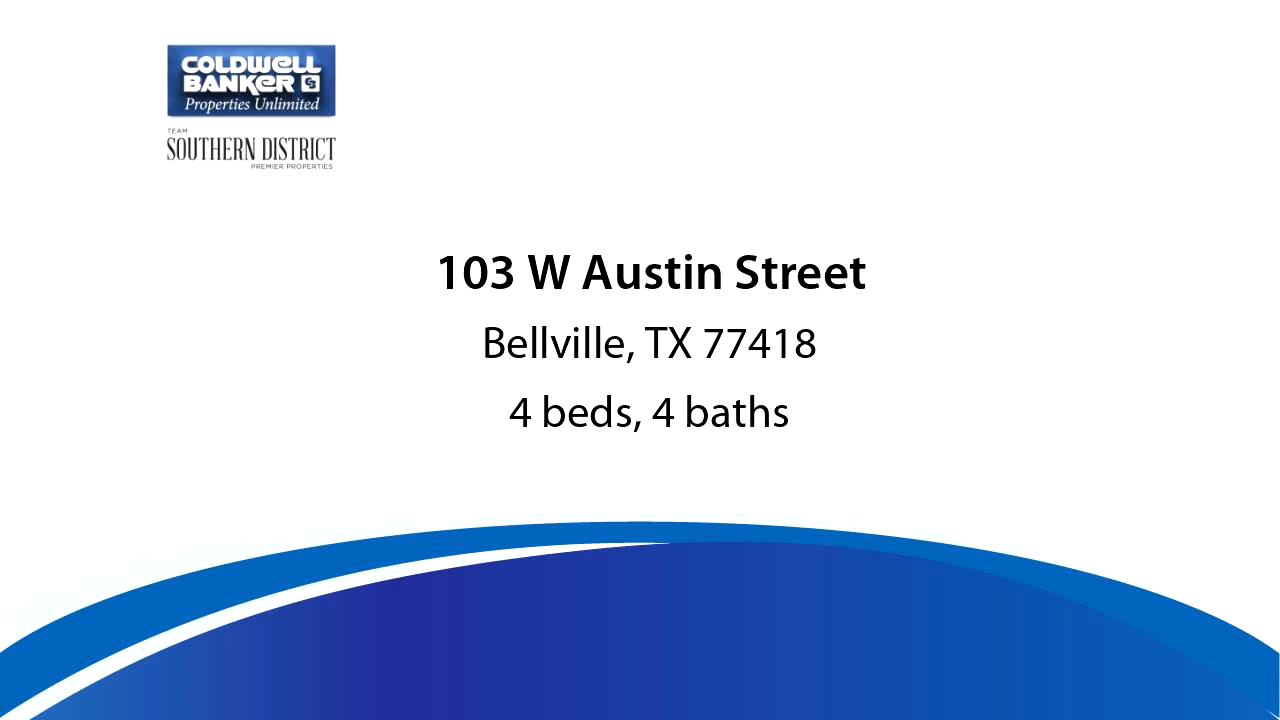 COLDWELL
BANKER CB
Properties Unlimited
TEAM
SOUTHERN DISTRICT
PREMIER PROPERTIES
103 W Austin Street
Bellville, TX 77418
4 beds, 4 baths